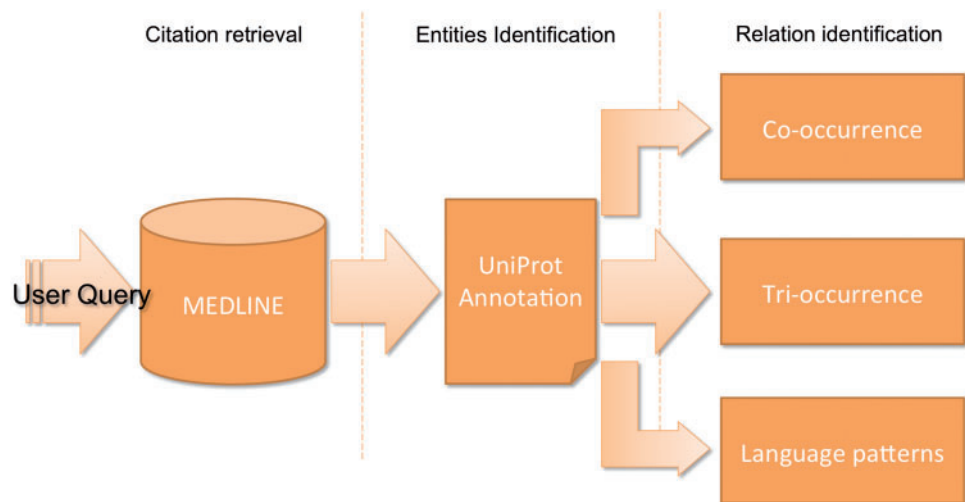 Citation retrieval
Entities Identification
Relation identification
Co-occurrence
User Query
MEDLINE
UniProt
Annotation
Tri-occurrence
Language patterns